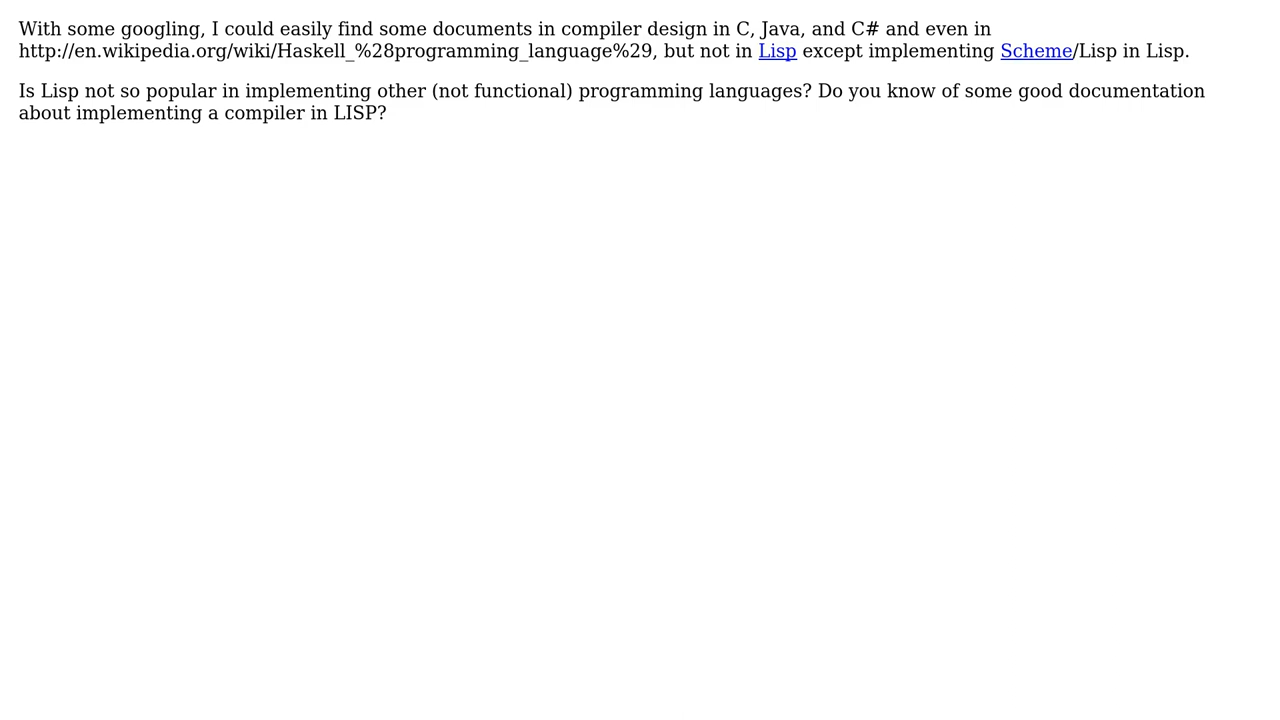 With some googling, I could easily find some documents in compiler design in C, Java, and C# and even in
http://en.wikipedia.org/wiki/Haskell_%28programming_language%29, but not in Lisp except implementing Scheme/Lisp in Lisp.
Is Lisp not so popular in implementing other (not functional) programming languages? Do you know of some good documentation
about implementing a compiler in LISP?